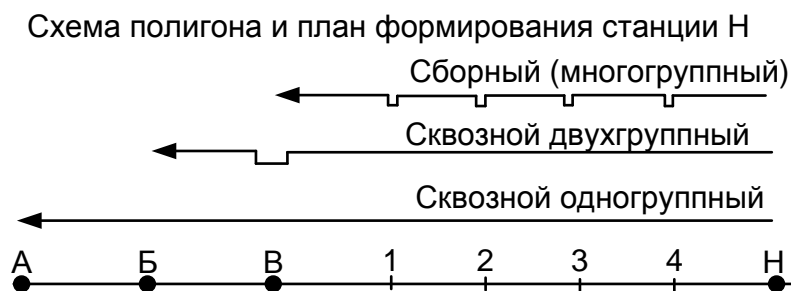 Схема полигона и план формирования станции Н
Сборный (многогруппный)
Сквозной двухгруппный
Сквозной одногруппный
А Б В 1 2 3 4 Н